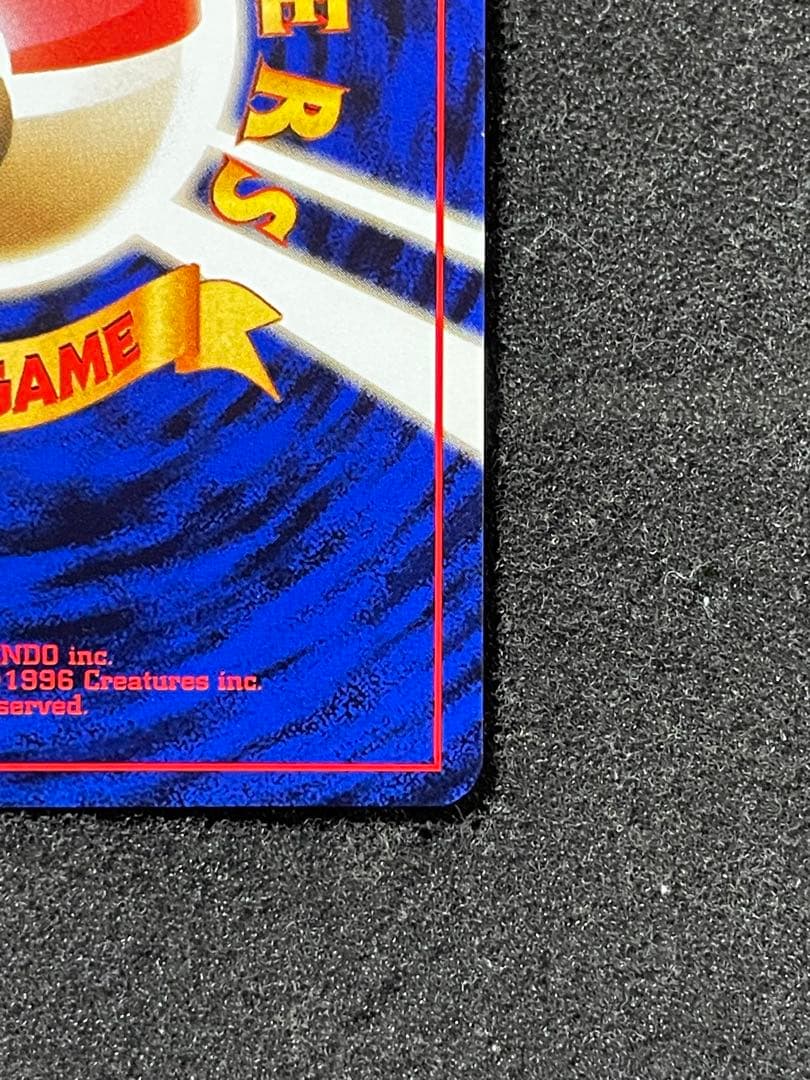 ERS
GAME
NDO inc.
1996 Creatures inc.
served.